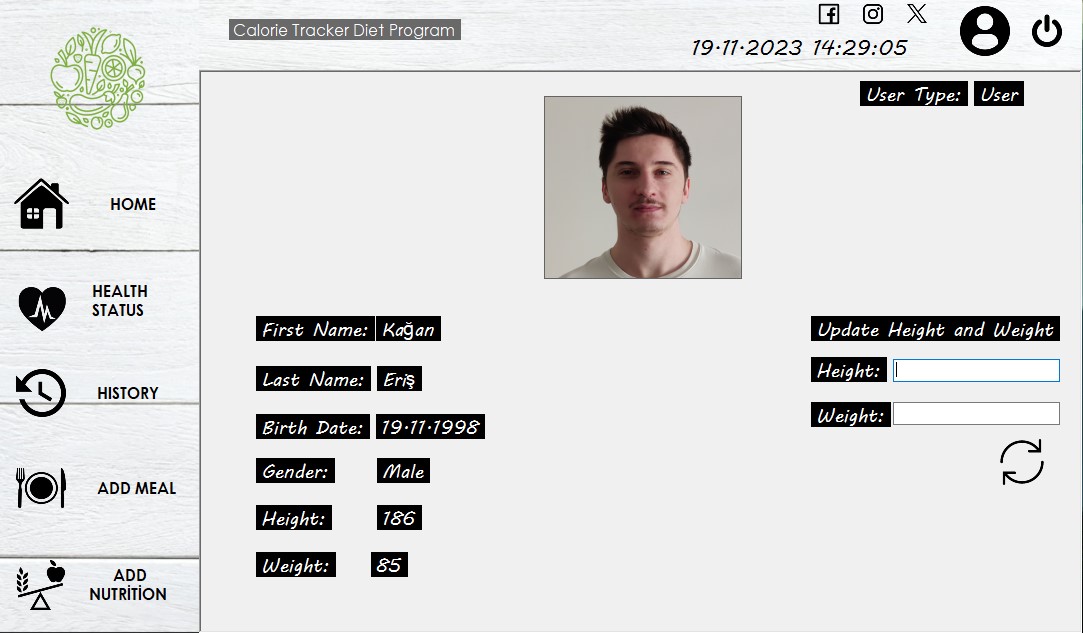 Calorie Tracker Diet Program
19.11.2023 14:29:05
User Type: User
HOME
HEALTH
STATUS
HISTORY
ADD MEAL
ADD
NUTRİTİON
First Name: Kağan
Last Name: Eriş
Birth Date: 19.11.1998
Gender: Male
Height: 186
Weight: 85
Update Height and Weight
Height:
Weight: